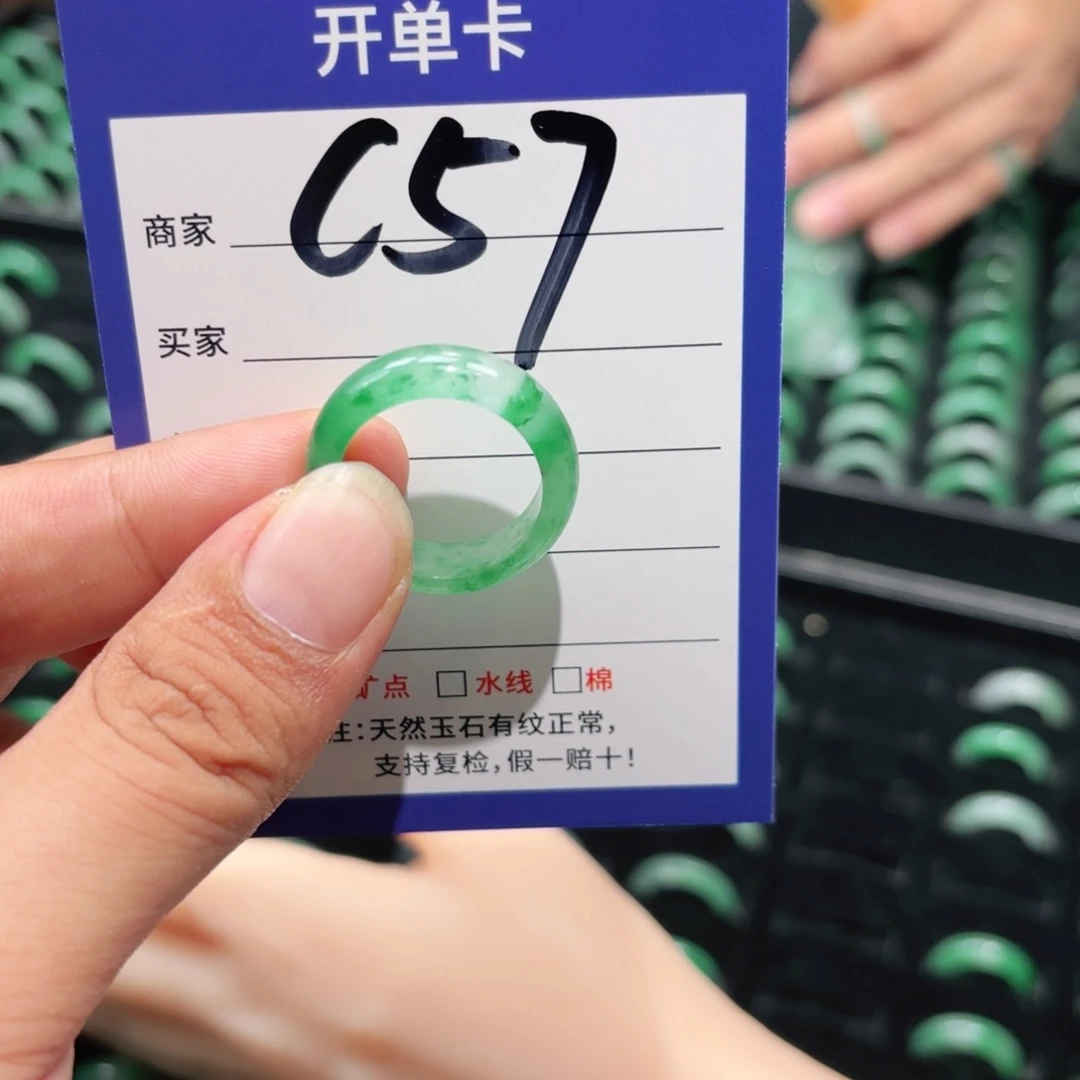 开单卡
商家 C57
买家
矿点 水线 棉
注:天然玉石有纹正常,
支持复检,假一赔十!